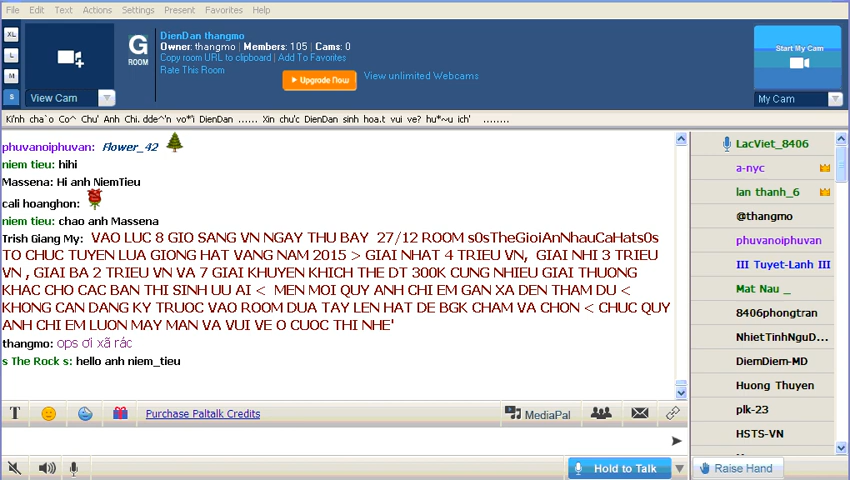 File Edit Text Actions Settings Present Favorites Help
XL
L
M
S
View Cam
G
ROOM
DienDan thangmo
Owner: thangmo | Members: 105 | Cams: 0
Copy room URL to clipboard | Add To Favorites
Rate This Room
Upgrade Now
View unlimited Webcams
Start My Cam
My Cam
Ki'nh cha`o Co^ Chu' Anh Chi. dde^'n vo*'i DienDan ...... Xin chu'c DienDan sinh hoa.t vui ve? hu*~u ich' ........
phuvanoiphuvan: Flower_42
niem tieu: hihi
Massena: Hi anh NiemTieu
cali hoanghon:
niem tieu: chao anh Massena
Trish Giang My: VAO LUC 8 GIO SANG VN NGAY THU BAY 27/12 ROOM s0sTheGioiAnNhauCaHats0s
TO CHUC TUYEN LUA GIONG HAT VANG NAM 2015 > GIAI NHAT 4 TRIEU VN, GIAI NHI 3 TRIEU
VN , GIAI BA 2 TRIEU VN VA 7 GIAI KHUYEN KHICH THE DT 300K CUNG NHIEU GIAI THUONG
KHAC CHO CAC BAN THI SINH UU AI < MEN MOI QUY ANH CHI EM GAN XA DEN THAM DU <
KHONG CAN DANG KY TRUOC VAO ROOM DUA TAY LEN HAT DE BGK CHAM VA CHON < CHUC QUY
ANH CHI EM LUON MAY MAN VA VUI VE O CUOC THI NHE'
thangmo: ops ơi xã rác
s The Rock s: hello anh niem_tieu
T
Purchase Paltalk Credits
MediaPal
Hold to Talk
LacViet_8406
a-nyc
lan thanh_6
@thangmo
phuvanoiphuvan
III Tuyet-Lanh III
Mat Nau _
8406phongtran
NhietTinhNguD...
DiemDiem-MD
Huong Thuyen
plk-23
HSTS-VN
Raise Hand